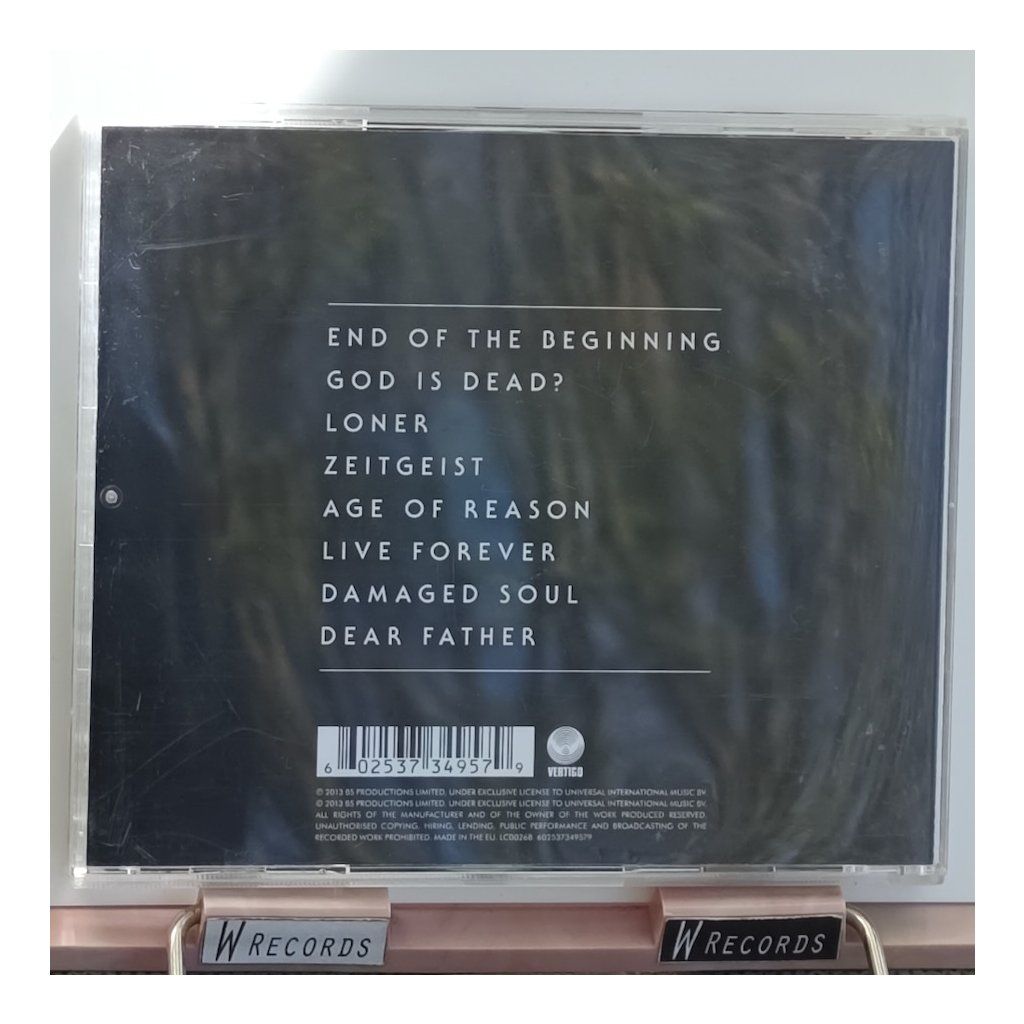 END OF THE BEGINNING
GOD IS DEAD?
LONER
ZEITGEIST
AGE OF REASON
LIVE FOREVER
DAMAGED SOUL
DEAR FATHER
6 02537 34957 9
VERTIGO
℗ 2013 BS PRODUCTIONS LIMITED. UNDER EXCLUSIVE LICENSE TO UNIVERSAL INTERNATIONAL MUSIC BV.
© 2013 BS PRODUCTIONS LIMITED. UNDER EXCLUSIVE LICENSE TO UNIVERSAL INTERNATIONAL MUSIC BV.
ALL RIGHTS OF THE MANUFACTURER AND OF THE OWNER OF THE WORK PRODUCED RESERVED.
UNAUTHORISED COPYING, HIRING, LENDING, PUBLIC PERFORMANCE AND BROADCASTING OF THE
RECORDED WORK PROHIBITED. MADE IN THE EU. LC00268 602537349579
W RECORDS
W RECORDS